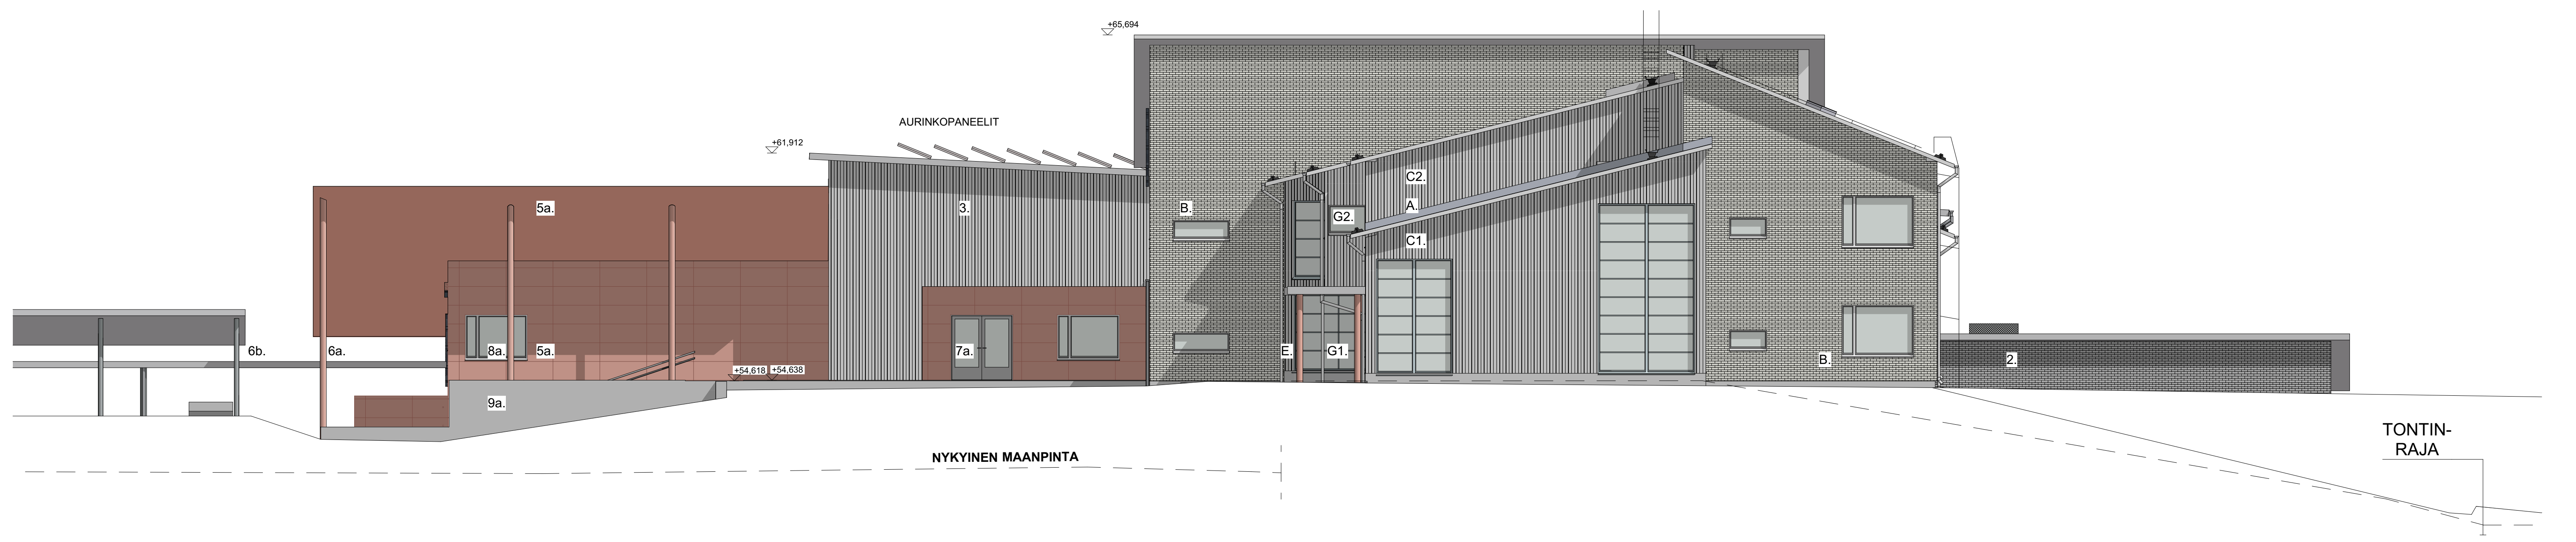 +65,694
AURINKOPANEELIT
+61,912
C2.
5a.
3.
B.
A.
G2.
C1.
6b.
6a.
8a.
5a.
7a.
E.
G1.
B.
2.
+54,618
+54,638
9a.
TONTIN-
RAJA
NYKYINEN MAANPINTA